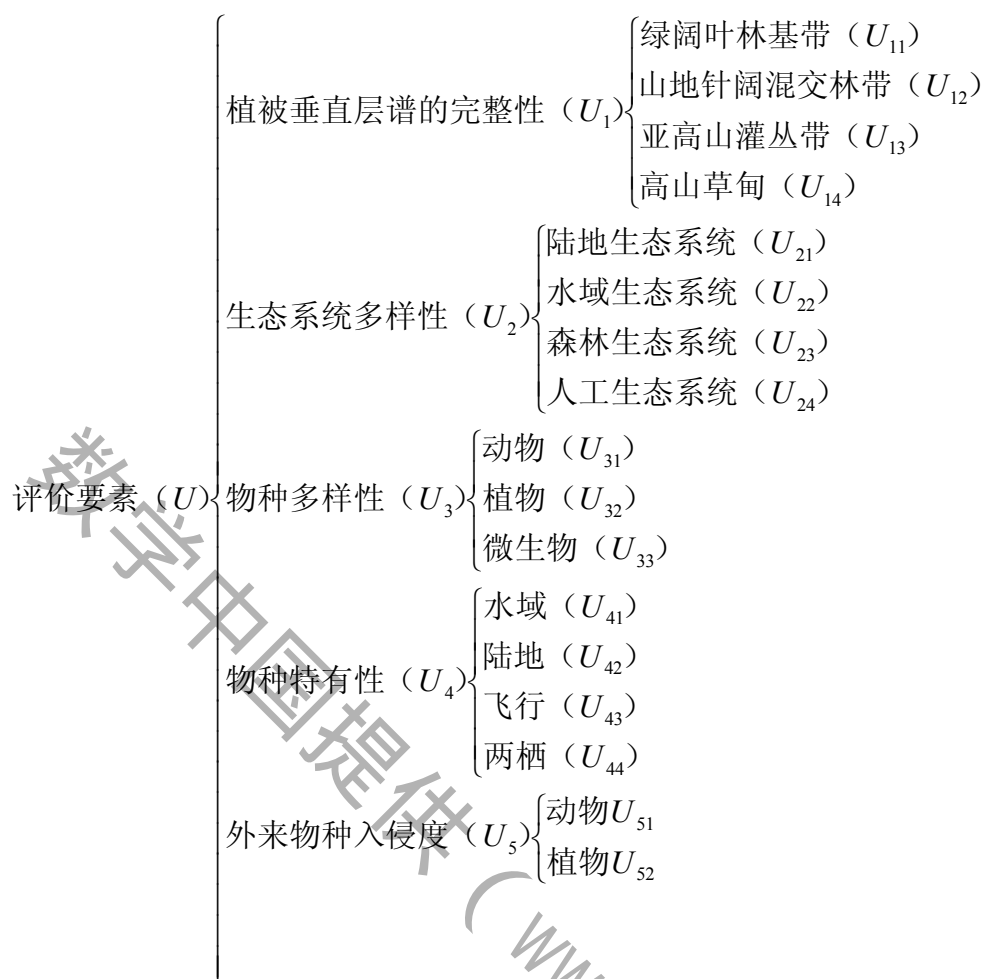 评价要素（U）
植被垂直层谱的完整性（U₁）
绿阔叶林基带（U₁₁）
山地针阔混交林带（U₁₂）
亚高山灌丛带（U₁₃）
高山草甸（U₁₄）
生态系统多样性（U₂）
陆地生态系统（U₂₁）
水域生态系统（U₂₂）
森林生态系统（U₂₃）
人工生态系统（U₂₄）
物种多样性（U₃）
动物（U₃₁）
植物（U₃₂）
微生物（U₃₃）
物种特有性（U₄）
水域（U₄₁）
陆地（U₄₂）
飞行（U₄₃）
两栖（U₄₄）
外来物种入侵度（U₅）
动物U₅₁
植物U₅₂
数学中国提供（